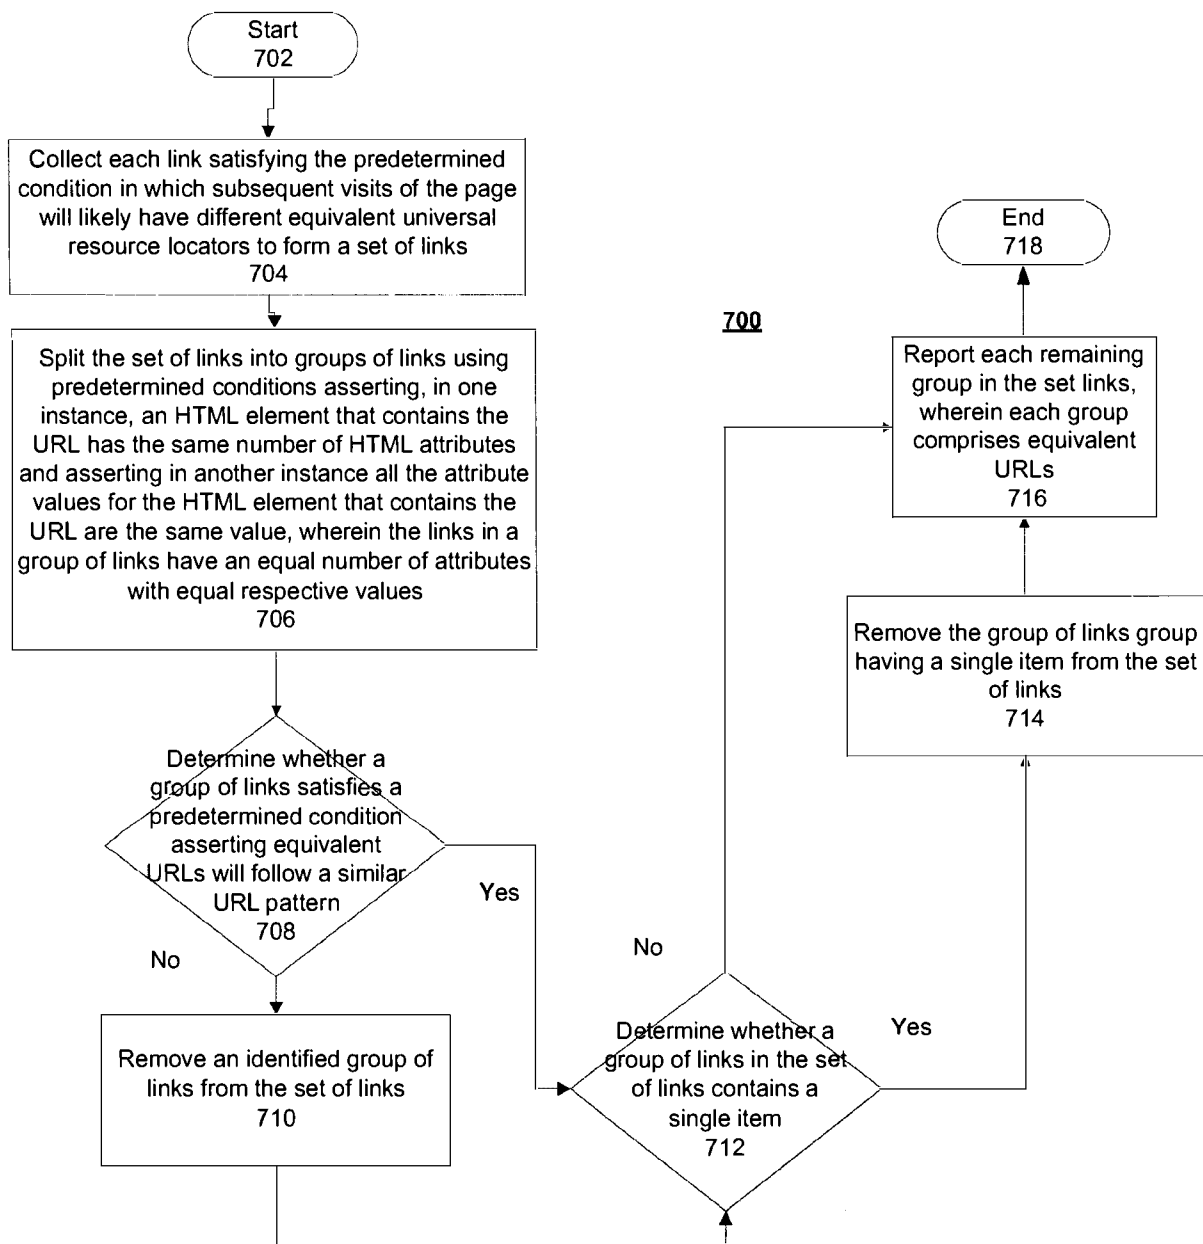 Start
702
Collect each link satisfying the predetermined
condition in which subsequent visits of the page
will likely have different equivalent universal
resource locators to form a set of links
704
Split the set of links into groups of links using
predetermined conditions asserting, in one
instance, an HTML element that contains the
URL has the same number of HTML attributes
and asserting in another instance all the attribute
values for the HTML element that contains the
URL are the same value, wherein the links in a
group of links have an equal number of attributes
with equal respective values
706
Determine whether a
group of links satisfies a
predetermined condition
asserting equivalent
URLs will follow a similar
URL pattern
708
Yes
No
Remove an identified group of
links from the set of links
710
Determine whether a
group of links in the set
of links contains a
single item
712
No
Yes
Remove the group of links group
having a single item from the set
of links
714
Report each remaining
group in the set links,
wherein each group
comprises equivalent
URLs
716
End
718
700